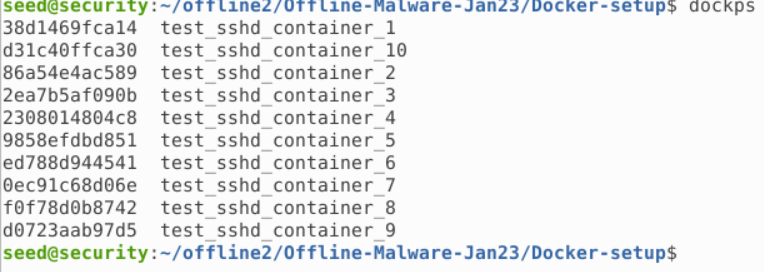 seed@security:~/offline2/Offline-Malware-Jan23/Docker-setup$ dockps
38d1469fca14  test_sshd_container_1
d31c40ffca30  test_sshd_container_10
86a54e4ac589  test_sshd_container_2
2ea7b5af090b  test_sshd_container_3
2308014804c8  test_sshd_container_4
9858efdbd851  test_sshd_container_5
ed788d944541  test_sshd_container_6
0ec91c68d06e  test_sshd_container_7
f0f78d0b8742  test_sshd_container_8
d0723aab97d5  test_sshd_container_9
seed@security:~/offline2/Offline-Malware-Jan23/Docker-setup$